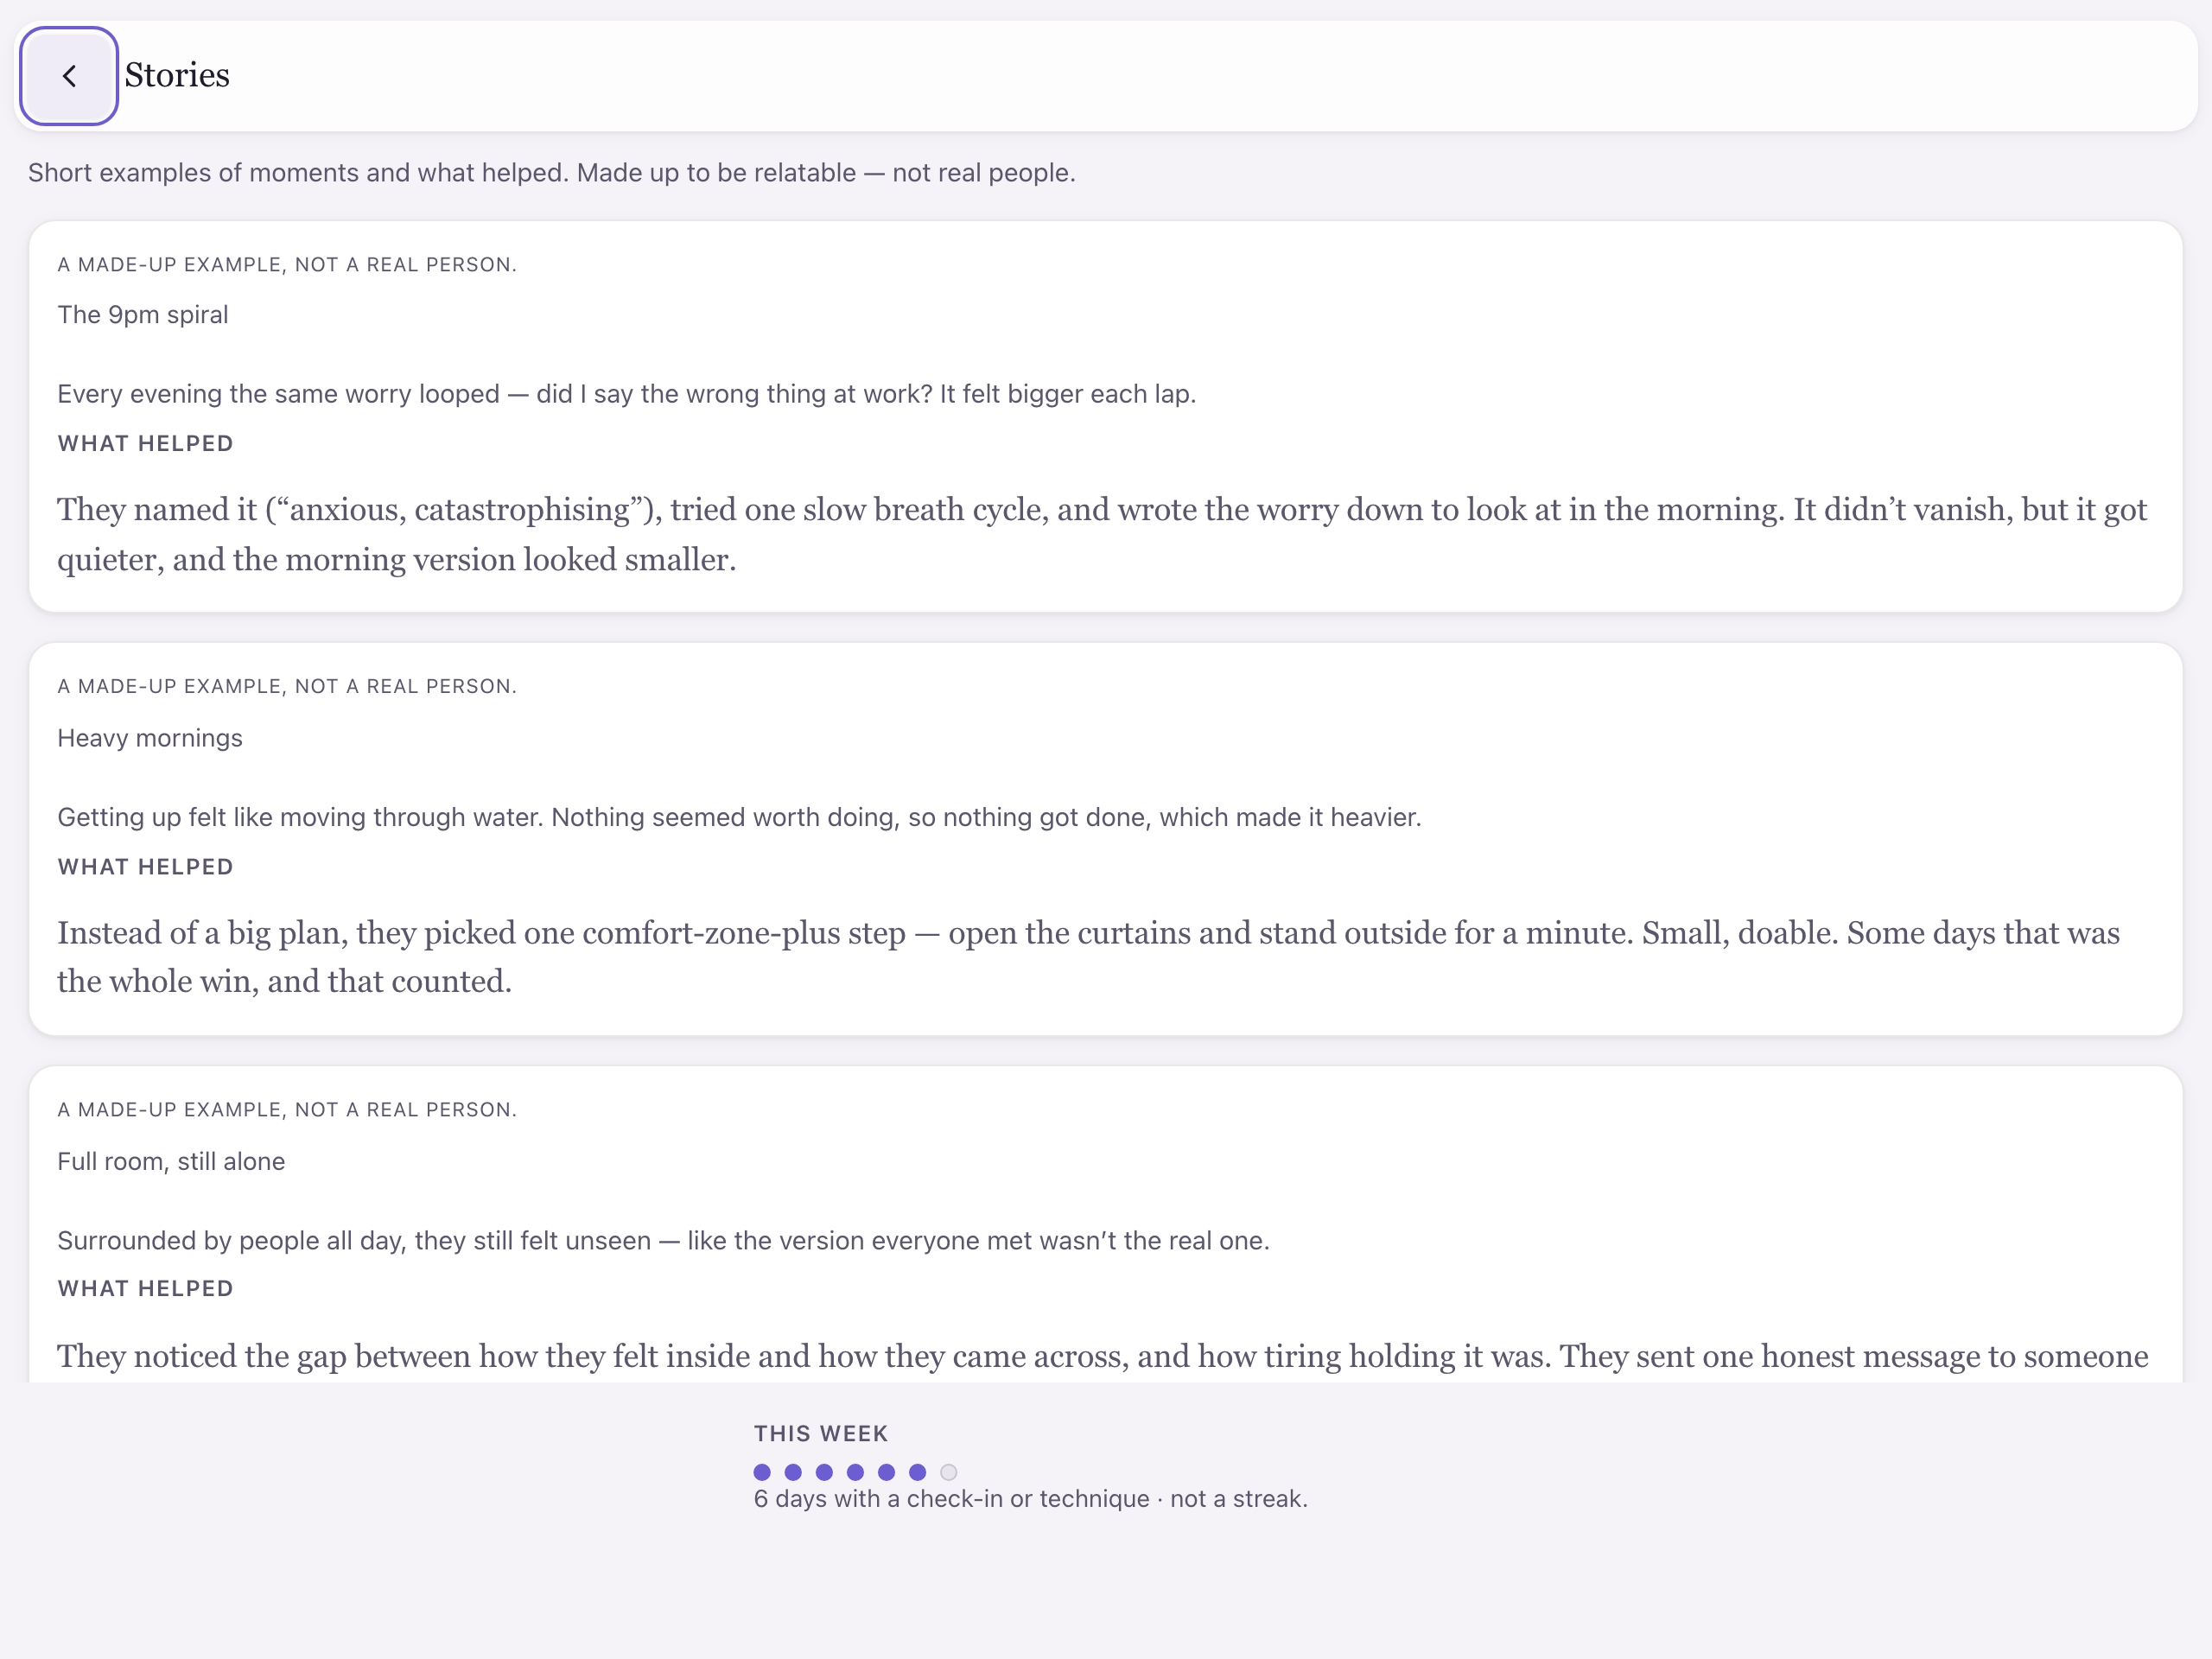 Stories
Short examples of moments and what helped. Made up to be relatable — not real people.
A MADE-UP EXAMPLE, NOT A REAL PERSON.
The 9pm spiral
Every evening the same worry looped — did I say the wrong thing at work? It felt bigger each lap.
WHAT HELPED
They named it (“anxious, catastrophising”), tried one slow breath cycle, and wrote the worry down to look at in the morning. It didn’t vanish, but it got
quieter, and the morning version looked smaller.
A MADE-UP EXAMPLE, NOT A REAL PERSON.
Heavy mornings
Getting up felt like moving through water. Nothing seemed worth doing, so nothing got done, which made it heavier.
WHAT HELPED
Instead of a big plan, they picked one comfort-zone-plus step — open the curtains and stand outside for a minute. Small, doable. Some days that was
the whole win, and that counted.
A MADE-UP EXAMPLE, NOT A REAL PERSON.
Full room, still alone
Surrounded by people all day, they still felt unseen — like the version everyone met wasn’t the real one.
WHAT HELPED
They noticed the gap between how they felt inside and how they came across, and how tiring holding it was. They sent one honest message to someone
THIS WEEK
6 days with a check-in or technique · not a streak.